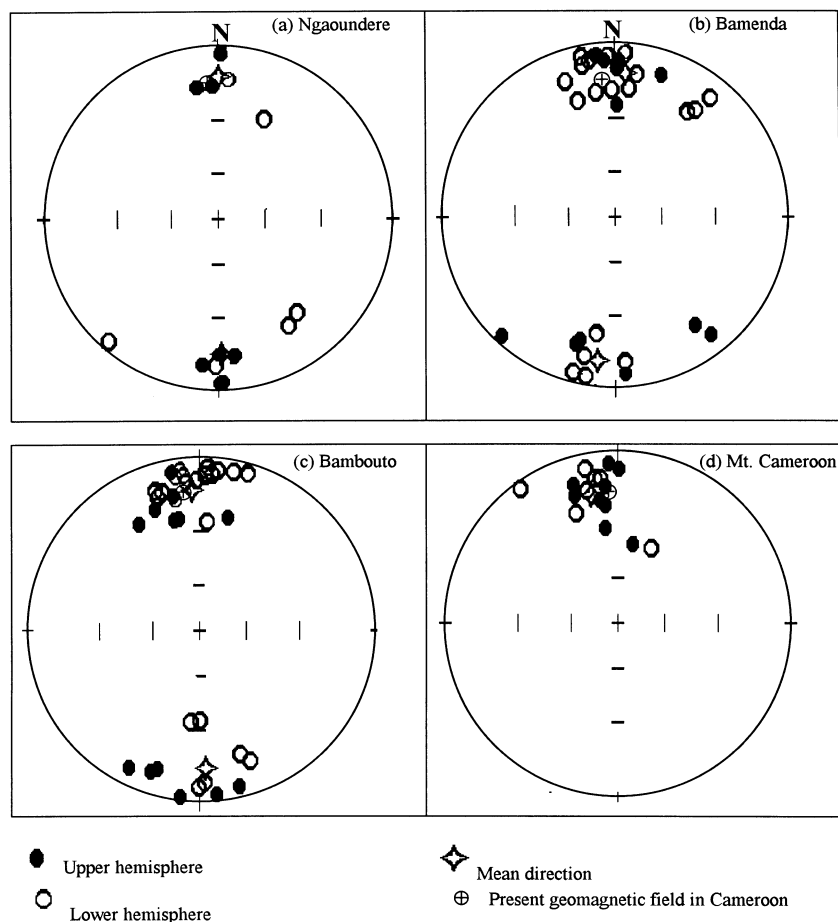 N
(a) Ngaoundere
N
(b) Bamenda
(c) Bambouto
(d) Mt. Cameroon
Upper hemisphere
Mean direction
Lower hemisphere
Present geomagnetic field in Cameroon